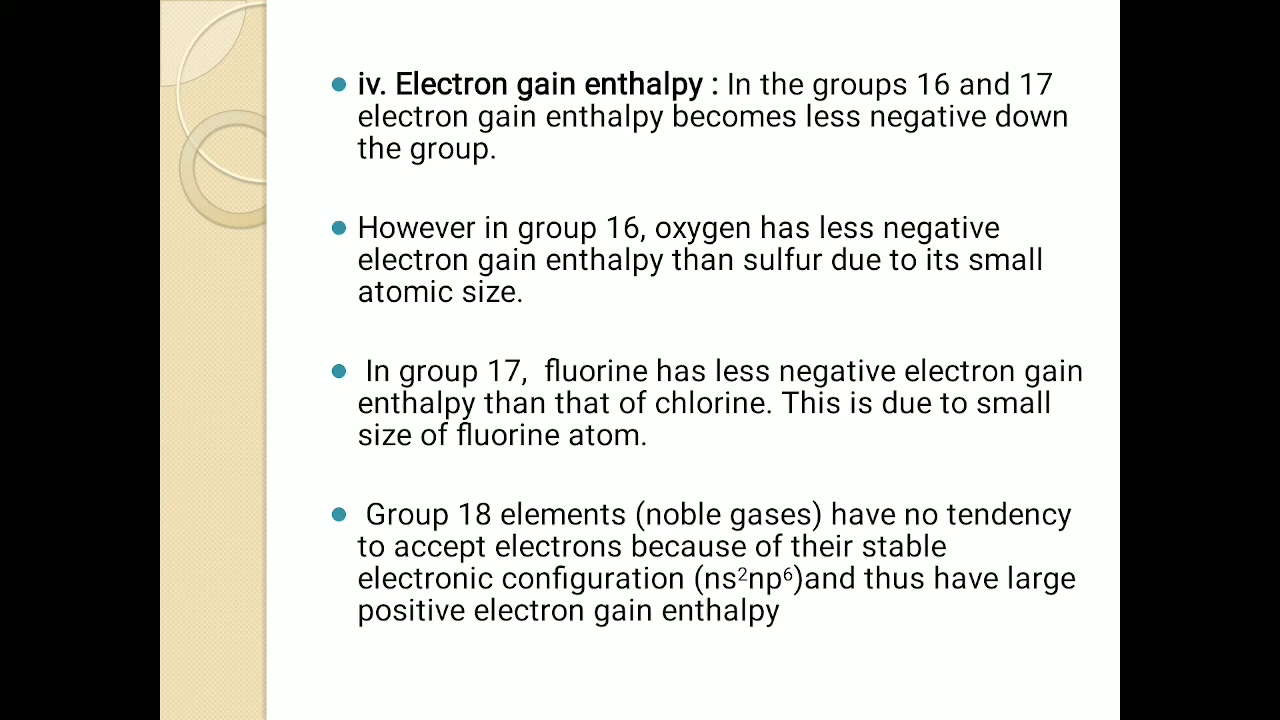 • iv. Electron gain enthalpy : In the groups 16 and 17
electron gain enthalpy becomes less negative down
the group.
• However in group 16, oxygen has less negative
electron gain enthalpy than sulfur due to its small
atomic size.
• In group 17, fluorine has less negative electron gain
enthalpy than that of chlorine. This is due to small
size of fluorine atom.
• Group 18 elements (noble gases) have no tendency
to accept electrons because of their stable
electronic configuration (ns²np⁶)and thus have large
positive electron gain enthalpy